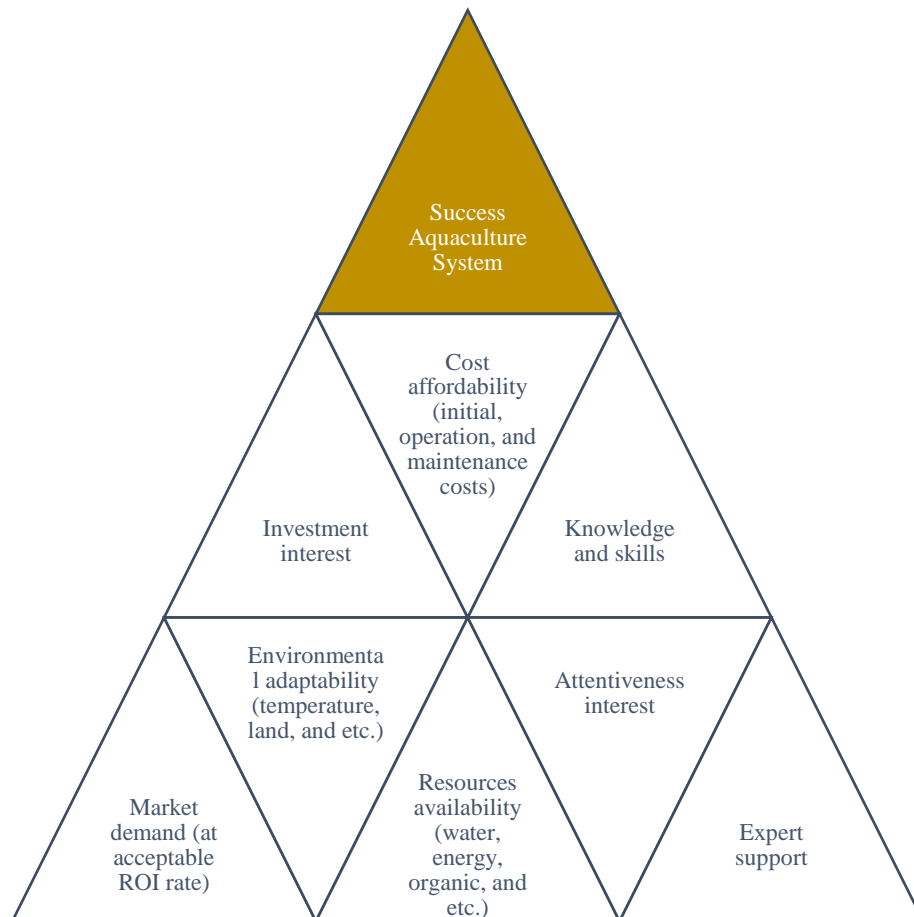 Success
Aquaculture
System
Cost
affordability
(initial,
operation, and
maintenance
costs)
Investment
interest
Knowledge
and skills
Environmenta
l adaptability
(temperature,
land, and etc.)
Attentiveness
interest
Market
demand (at
acceptable
ROI rate)
Resources
availability
(water,
energy,
organic, and
etc.)
Expert
support